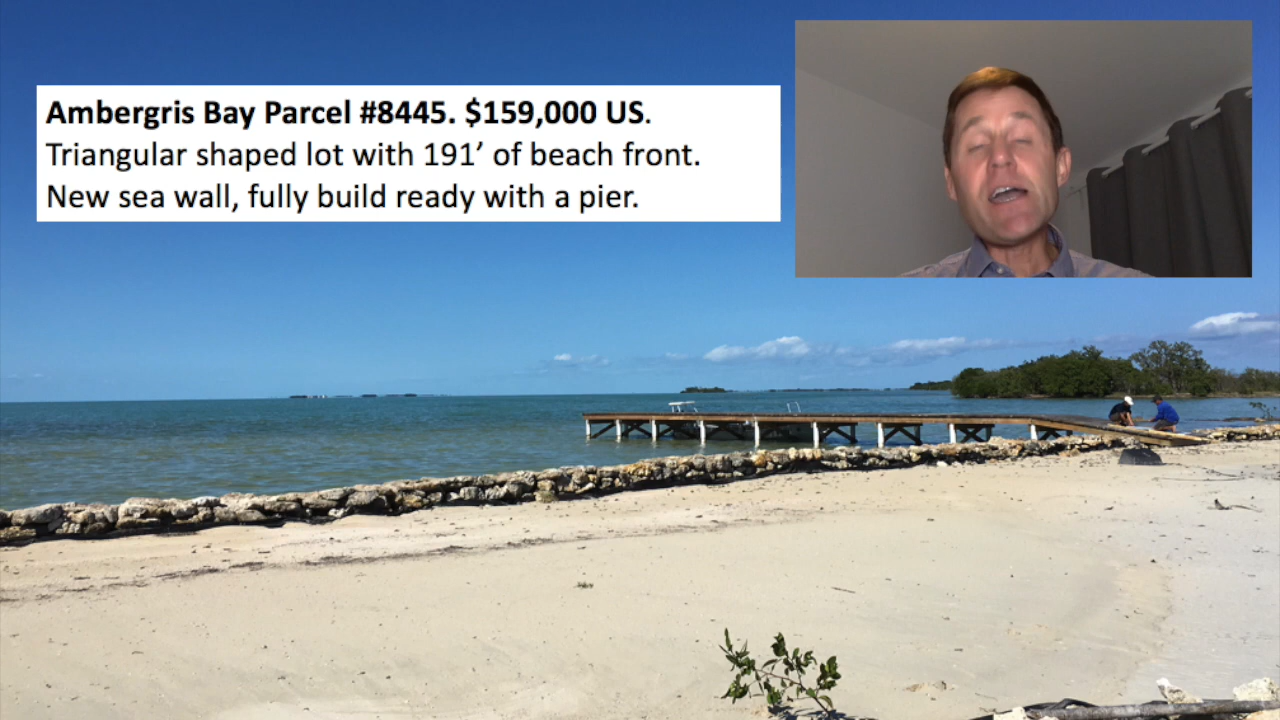 Ambergris Bay Parcel #8445. $159,000 US.
Triangular shaped lot with 191’ of beach front.
New sea wall, fully build ready with a pier.